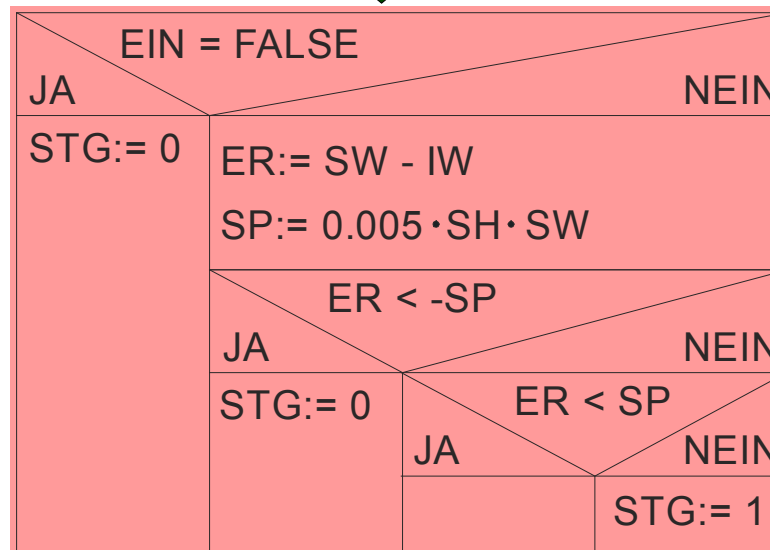 EIN = FALSE
JA
NEIN
STG:= 0
ER:= SW - IW
SP:= 0.005·SH·SW
ER < -SP
JA
NEIN
STG:= 0
ER < SP
JA
NEIN
STG:= 1